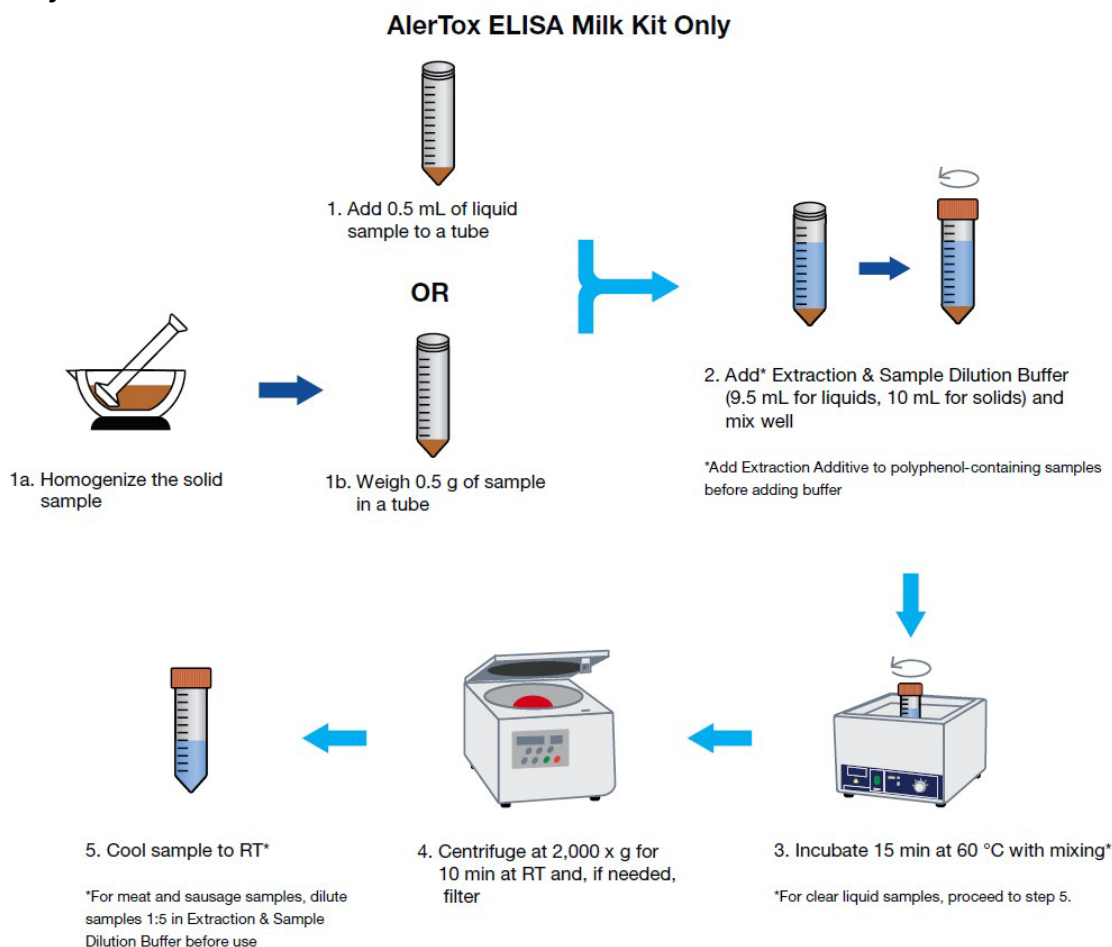 AlerTox ELISA Milk Kit Only
1. Add 0.5 mL of liquid
sample to a tube
OR
1a. Homogenize the solid
sample
1b. Weigh 0.5 g of sample
in a tube
2. Add* Extraction & Sample Dilution Buffer
(9.5 mL for liquids, 10 mL for solids) and
mix well
*Add Extraction Additive to polyphenol-containing samples
before adding buffer
3. Incubate 15 min at 60 °C with mixing*
*For clear liquid samples, proceed to step 5.
4. Centrifuge at 2,000 x g for
10 min at RT and, if needed,
filter
5. Cool sample to RT*
*For meat and sausage samples, dilute
samples 1:5 in Extraction & Sample
Dilution Buffer before use